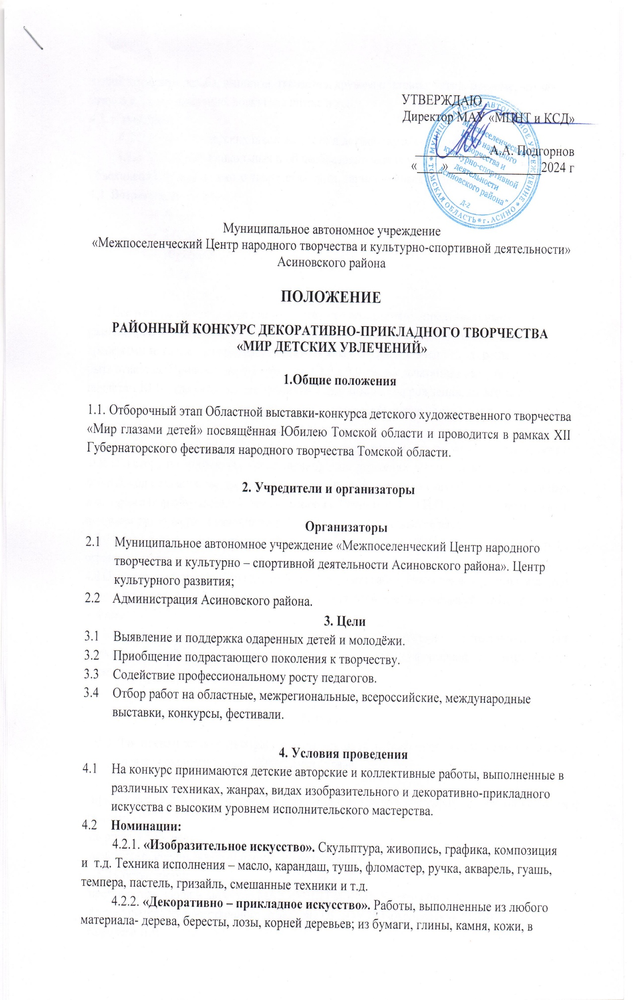 УТВЕРЖДАЮ
Директор МАУ «МЦНТ и КСД»
____________А.А. Подгорнов
«____»_______________2024 г
* МУНИЦИПАЛЬНОЕ АВТОНОМНОЕ УЧРЕЖДЕНИЕ * ТОМСКАЯ ОБЛАСТЬ * г. АСИНО *
Межпоселенческий
Центр народного
творчества и
культурно-спортивной
деятельности
Асиновского района"
Д-2
Муниципальное автономное учреждение
«Межпоселенческий Центр народного творчества и культурно-спортивной деятельности»
Асиновского района
ПОЛОЖЕНИЕ
РАЙОННЫЙ КОНКУРС ДЕКОРАТИВНО-ПРИКЛАДНОГО ТВОРЧЕСТВА
«МИР ДЕТСКИХ УВЛЕЧЕНИЙ»
1.Общие положения
1.1. Отборочный этап Областной выставки-конкурса детского художественного творчества
«Мир глазами детей» посвящённая Юбилею Томской области и проводится в рамках XII
Губернаторского фестиваля народного творчества Томской области.
2. Учредители и организаторы
Организаторы
2.1 Муниципальное автономное учреждение «Межпоселенческий Центр народного
творчества и культурно – спортивной деятельности Асиновского района». Центр
культурного развития;
2.2 Администрация Асиновского района.
3. Цели
3.1 Выявление и поддержка одаренных детей и молодёжи.
3.2 Приобщение подрастающего поколения к творчеству.
3.3 Содействие профессиональному росту педагогов.
3.4 Отбор работ на областные, межрегиональные, всероссийские, международные
выставки, конкурсы, фестивали.
4. Условия проведения
4.1 На конкурс принимаются детские авторские и коллективные работы, выполненные в
различных техниках, жанрах, видах изобразительного и декоративно-прикладного
искусства с высоким уровнем исполнительского мастерства.
4.2 Номинации:
4.2.1. «Изобразительное искусство». Скульптура, живопись, графика, композиция
и т.д. Техника исполнения – масло, карандаш, тушь, фломастер, ручка, акварель, гуашь,
темпера, пастель, гризайль, смешанные техники и т.д.
4.2.2. «Декоративно – прикладное искусство». Работы, выполненные из любого
материала- дерева, бересты, лозы, корней деревьев; из бумаги, глины, камня, кожи, в